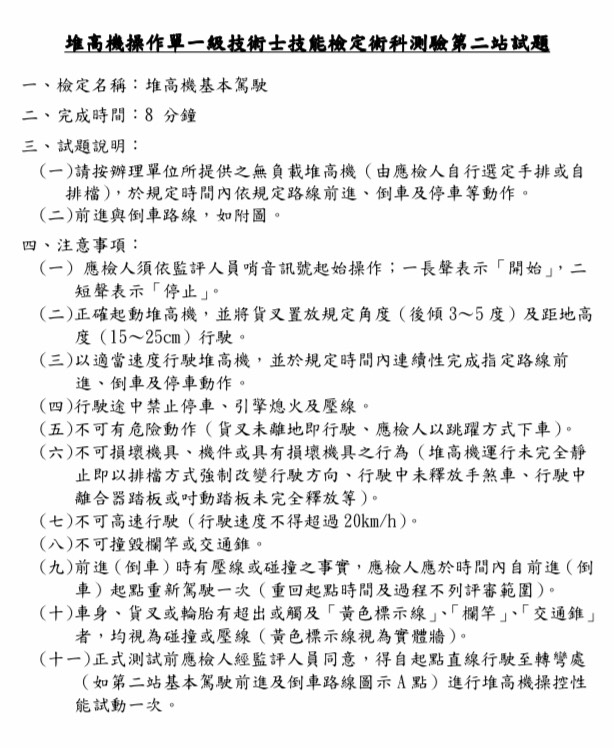 堆高機操作單一級技術士技能檢定術科測驗第二站試題
一、檢定名稱：堆高機基本駕駛
二、完成時間：8 分鐘
三、試題說明：
(一)請按辦理單位所提供之無負載堆高機（由應檢人自行選定手排或自
排檔），於規定時間內依規定路線前進、倒車及停車等動作。
(二)前進與倒車路線，如附圖。
四、注意事項：
(一) 應檢人須依監評人員哨音訊號起始操作；一長聲表示「開始」，二
短聲表示「停止」。
(二)正確起動堆高機，並將貨叉置放規定角度（後傾 3～5 度）及距地高
度（15～25cm）行駛。
(三)以適當速度行駛堆高機，並於規定時間內連續性完成指定路線前
進、倒車及停車動作。
(四)行駛途中禁止停車、引擎熄火及壓線。
(五)不可有危險動作（貨叉未離地即行駛、應檢人以跳躍方式下車）。
(六)不可損壞機具、機件或具有損壞機具之行為（堆高機運行未完全靜
止即以排檔方式強制改變行駛方向、行駛中未釋放手煞車、行駛中
離合器踏板或吋動踏板未完全釋放等）。
(七)不可高速行駛（行駛速度不得超過 20km/h）。
(八)不可撞毀欄竿或交通錐。
(九)前進（倒車）時有壓線或碰撞之事實，應檢人應於時間內自前進（倒
車）起點重新駕駛一次（重回起點時間及過程不列評審範圍）。
(十)車身、貨叉或輪胎有超出或觸及「黃色標示線」、「欄竿」、「交通錐」
者，均視為碰撞或壓線（黃色標示線視為實體牆）。
(十一)正式測試前應檢人經監評人員同意，得自起點直線行駛至轉彎處
（如第二站基本駕駛前進及倒車路線圖示 A 點）進行堆高機操控性
能試動一次。